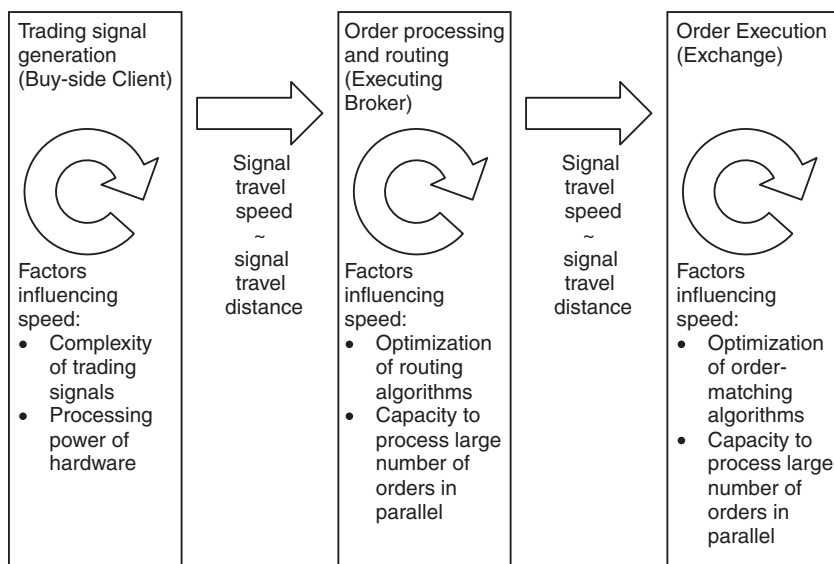 Trading signal
generation
(Buy-side Client)
Factors
influencing
speed:
• Complexity
of trading
signals
• Processing
power of
hardware
Signal
travel
speed
~
signal
travel
distance
Order processing
and routing
(Executing
Broker)
Factors
influencing
speed:
• Optimization
of routing
algorithms
• Capacity to
process large
number of
orders in
parallel
Signal
travel
speed
~
signal
travel
distance
Order Execution
(Exchange)
Factors
influencing
speed:
• Optimization
of order-
matching
algorithms
• Capacity to
process large
number of
orders in
parallel